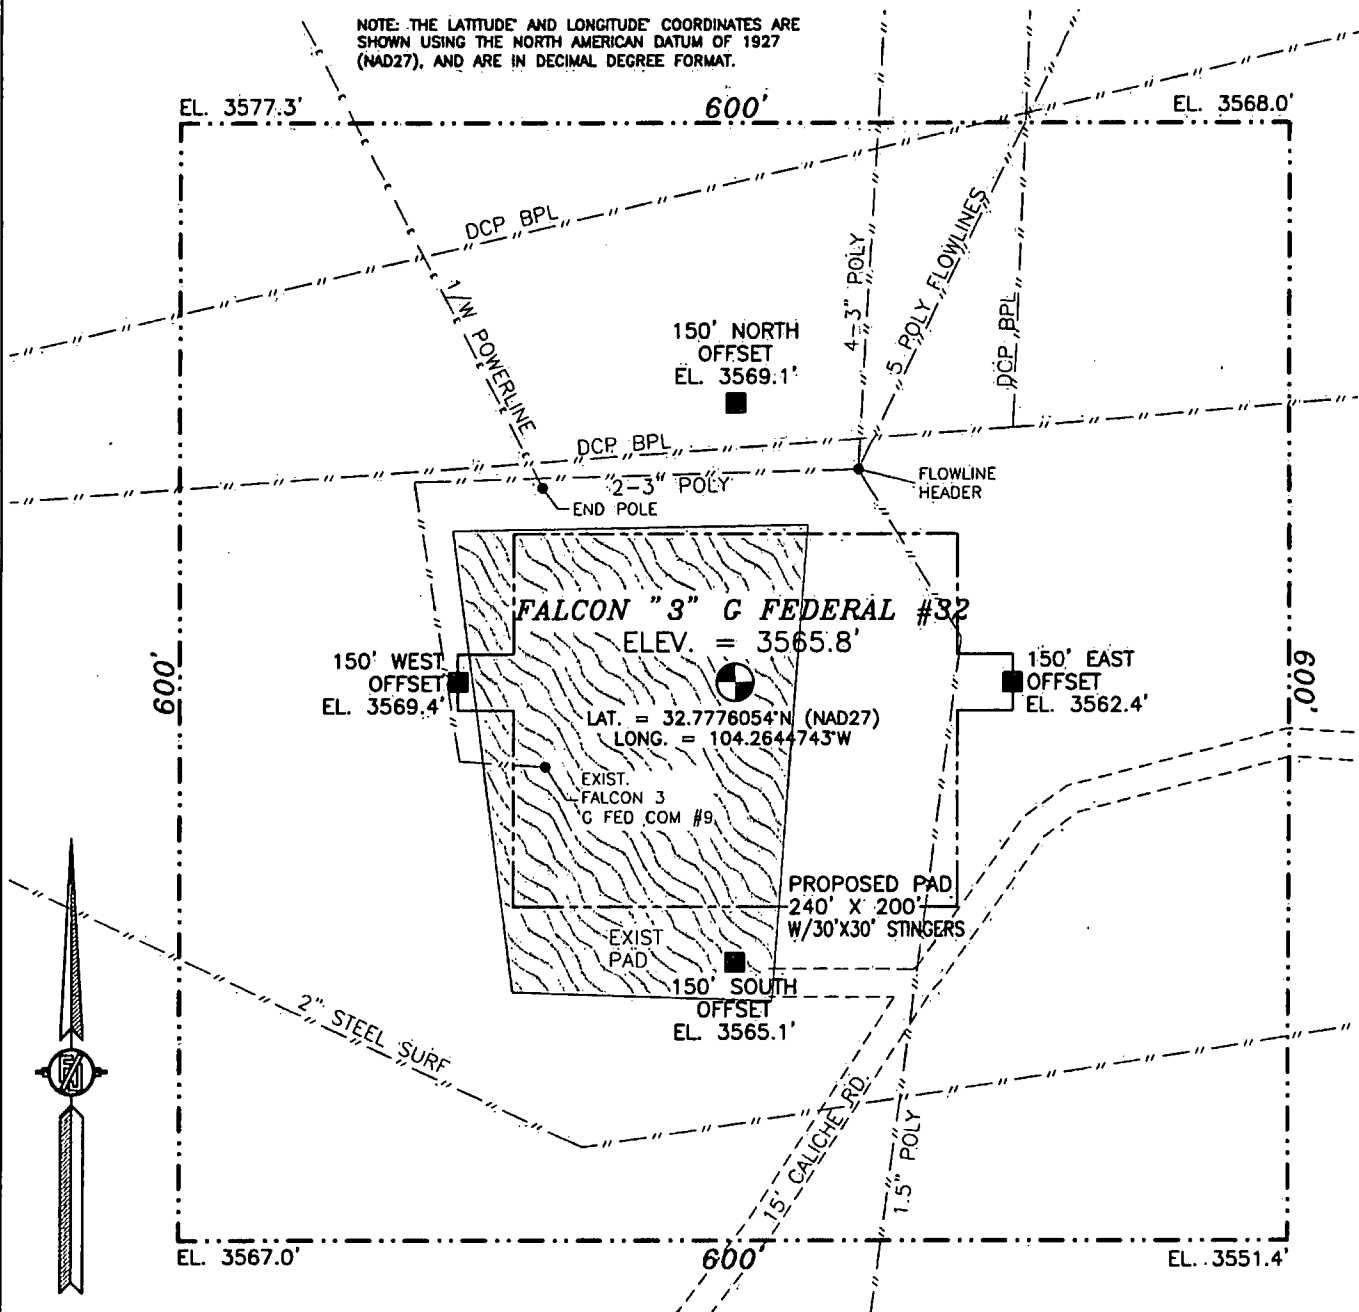 NOTE: THE LATITUDE AND LONGITUDE COORDINATES ARE
SHOWN USING THE NORTH AMERICAN DATUM OF 1927
(NAD27), AND ARE IN DECIMAL DEGREE FORMAT.
EL. 3577.3'
600'
EL. 3568.0'
DCP BPL
1/W POWERLINE
4-3" POLY
5 POLY FLOWLINES
DCP BPL
150' NORTH
OFFSET
EL. 3569.1'
DCP BPL
2-3" POLY
END POLE
FLOWLINE
HEADER
FALCON "3" G FEDERAL #32
ELEV. = 3565.8'
600'
150' WEST
OFFSET
EL. 3569.4'
150' EAST
OFFSET
EL. 3562.4'
600'
LAT. = 32.7776054°N (NAD27)
LONG. = 104.2644743°W
EXIST.
FALCON 3
G FED COM #9
PROPOSED PAD
240' X 200'
W/30'X30' STINGERS
EXIST
PAD
150' SOUTH
OFFSET
EL. 3565.1'
2" STEEL SURF
15' CALICHE RD.
1.5" POLY
EL. 3567.0'
600'
EL. 3551.4'